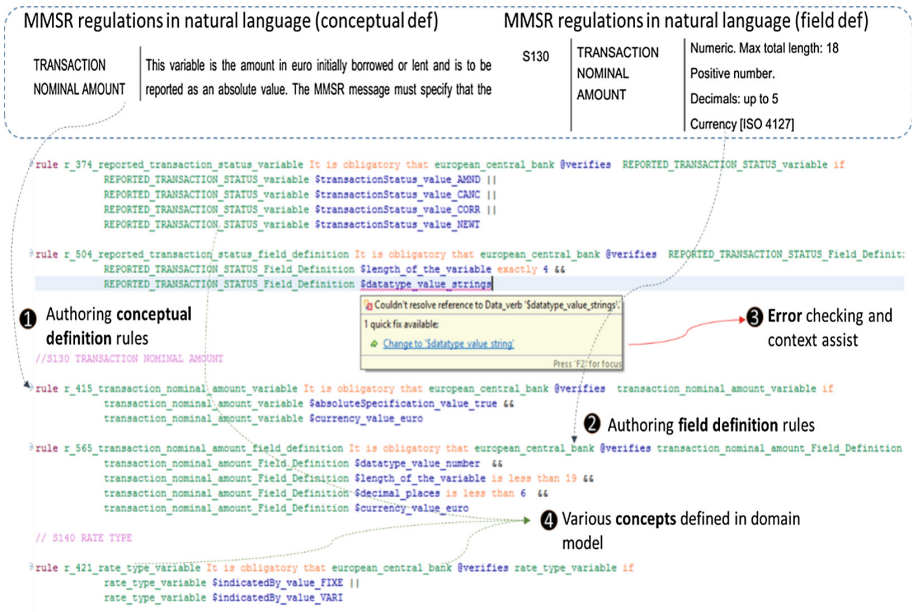 MMSR regulations in natural language (conceptual def)
MMSR regulations in natural language (field def)
TRANSACTION
NOMINAL AMOUNT
This variable is the amount in euro initially borrowed or lent and is to be
reported as an absolute value. The MMSR message must specify that the
S130
TRANSACTION
NOMINAL
AMOUNT
Numeric. Max total length: 18
Positive number.
Decimals: up to 5
Currency [ISO 4127]
rule r_374_reported_transaction_status_variable It is obligatory that european_central_bank @verifies REPORTED_TRANSACTION_STATUS_variable if
REPORTED_TRANSACTION_STATUS_variable $transactionStatus_value_AMND ||
REPORTED_TRANSACTION_STATUS_variable $transactionStatus_value_CANC ||
REPORTED_TRANSACTION_STATUS_variable $transactionStatus_value_CORR ||
REPORTED_TRANSACTION_STATUS_variable $transactionStatus_value_NEWT
rule r_504_reported_transaction_status_field_definition It is obligatory that european_central_bank @verifies REPORTED_TRANSACTION_STATUS_Field_Definit:
REPORTED_TRANSACTION_STATUS_Field_Definition $length_of_the_variable exactly 4 &&
REPORTED_TRANSACTION_STATUS_Field_Definition $datatype_value_strings
Couldn't resolve reference to Data_verb '$datatype_value_strings'.
1 quick fix available:
Change to '$datatype_value_string'
Press 'F2' for focus
1 Authoring conceptual
definition rules
3 Error checking and
context assist
//S130 TRANSACTION NOMINAL AMOUNT
rule r_415_transaction_nominal_amount_variable It is obligatory that european_central_bank @verifies transaction_nominal_amount_variable if
transaction_nominal_amount_variable $absoluteSpecification_value_true &&
transaction_nominal_amount_variable $currency_value_euro
2 Authoring field definition rules
rule r_565_transaction_nominal_amount_field_definition It is obligatory that european_central_bank @verifies transaction_nominal_amount_Field_Definition
transaction_nominal_amount_Field_Definition $datatype_value_number &&
transaction_nominal_amount_Field_Definition $length_of_the_variable is less than 19 &&
transaction_nominal_amount_Field_Definition $decimal_places is less than 6 &&
transaction_nominal_amount_Field_Definition $currency_value_euro
4 Various concepts defined in domain
model
// S140 RATE TYPE
rule r_421_rate_type_variable It is obligatory that european_central_bank @verifies rate_type_variable if
rate_type_variable $indicatedBy_value_FIXE ||
rate_type_variable $indicatedBy_value_VARI